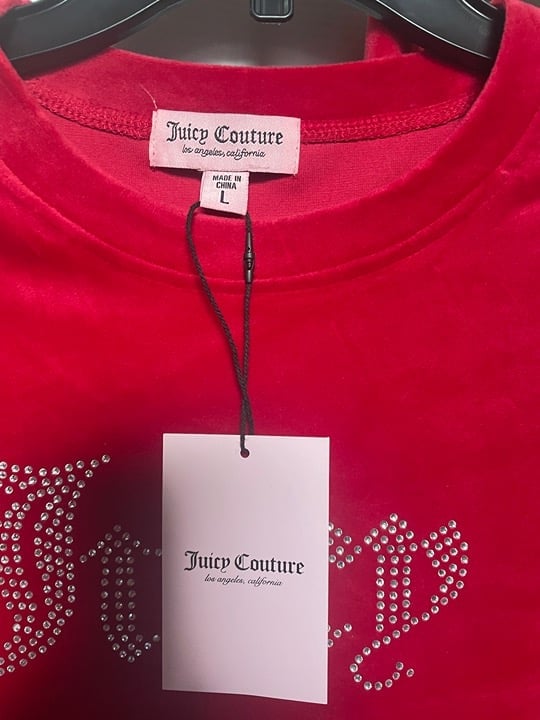 Juicy Couture
los angeles, california
MADE IN
CHINA
L
Juicy Couture
los angeles, california